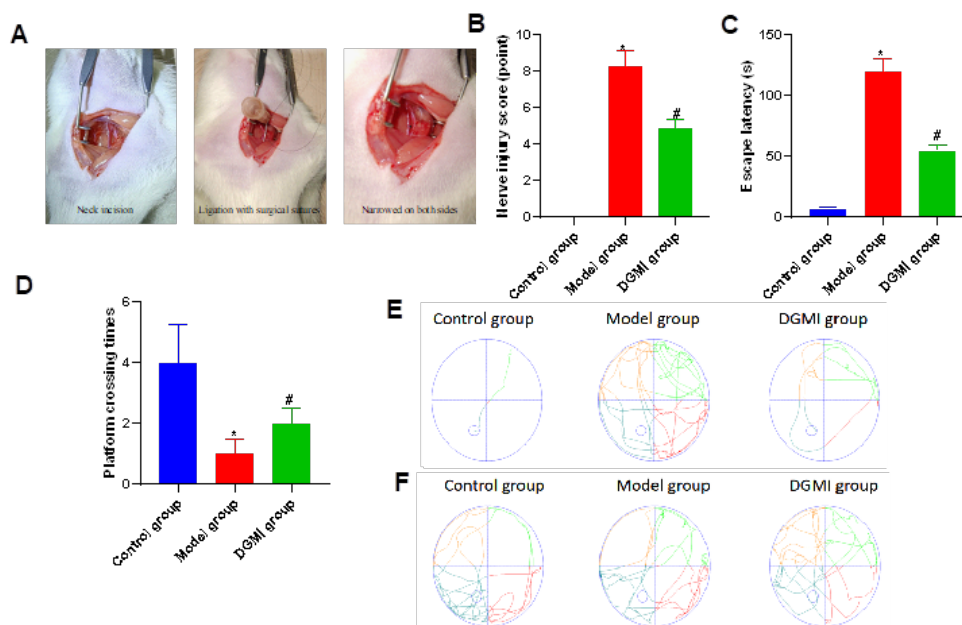 A
Neck incision
Ligation with surgical sutures
Narrowed on both sides
B
Nerve injury score (point)
10
8
6
4
2
0
*
#
Control group
Model group
DGMI group
C
Escape latency (s)
150
100
50
0
*
#
Control group
Model group
DGMI group
D
Platform crossing times
6
4
2
0
*
#
Control group
Model group
DGMI group
E
Control group
Model group
DGMI group
F
Control group
Model group
DGMI group